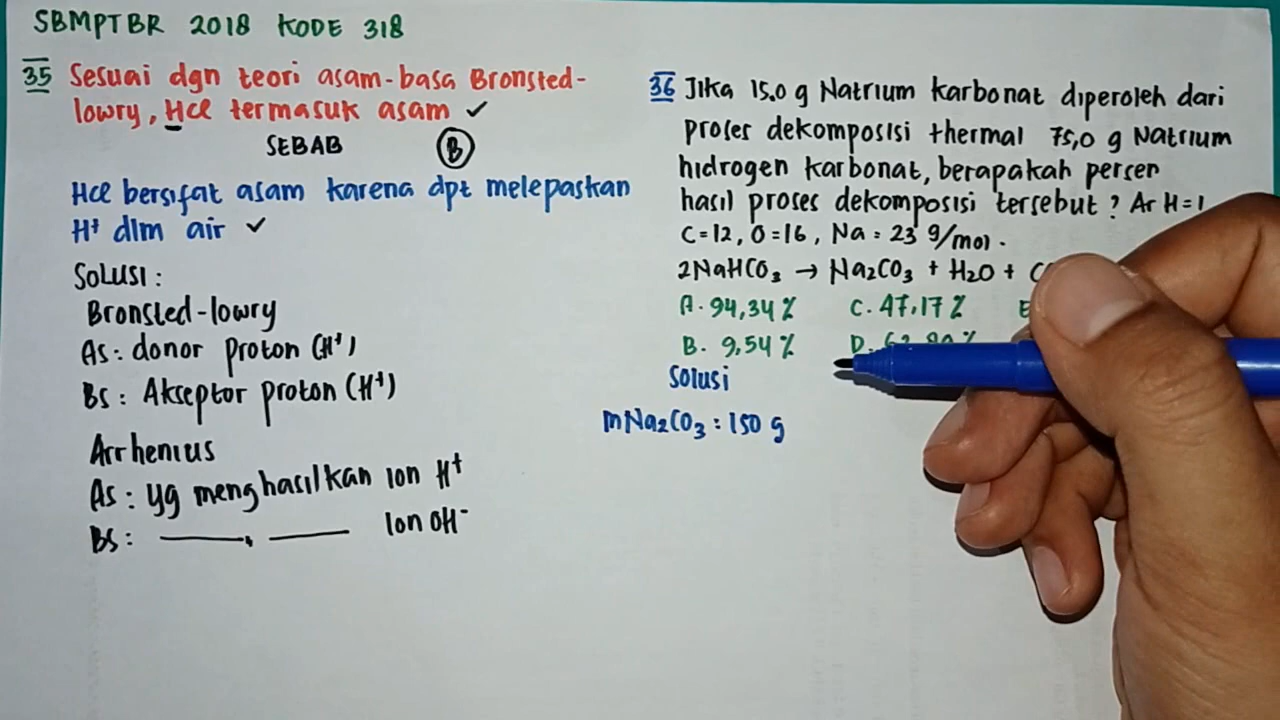 SBMPTBR 2018 KODE 318
35 Sesuai dgn teori asam-basa Bronsted-
lowry, HCl termasuk asam ✓
SEBAB B
HCl bersifat asam karena dpt melepaskan
H⁺ dlm air ✓
SOLUSI:
Bronsted-lowry
As: donor proton (H⁺)
Bs: Akseptor proton (H⁺)
Arrhenius
As: yg menghasilkan ion H⁺
Bs: ion OH⁻
36 Jika 15.0 g Natrium karbonat diperoleh dari
proses dekomposisi thermal 75,0 g Natrium
hidrogen karbonat, berapakah persen
hasil proses dekomposisi tersebut? Ar H=1
C=12, O=16, Na = 23 g/mol.
2NaHCO₃ → Na₂CO₃ + H₂O +
A. 94,34% C. 47,17% E
B. 9,54% D.
Solusi
mNa₂CO₃ : 150 g